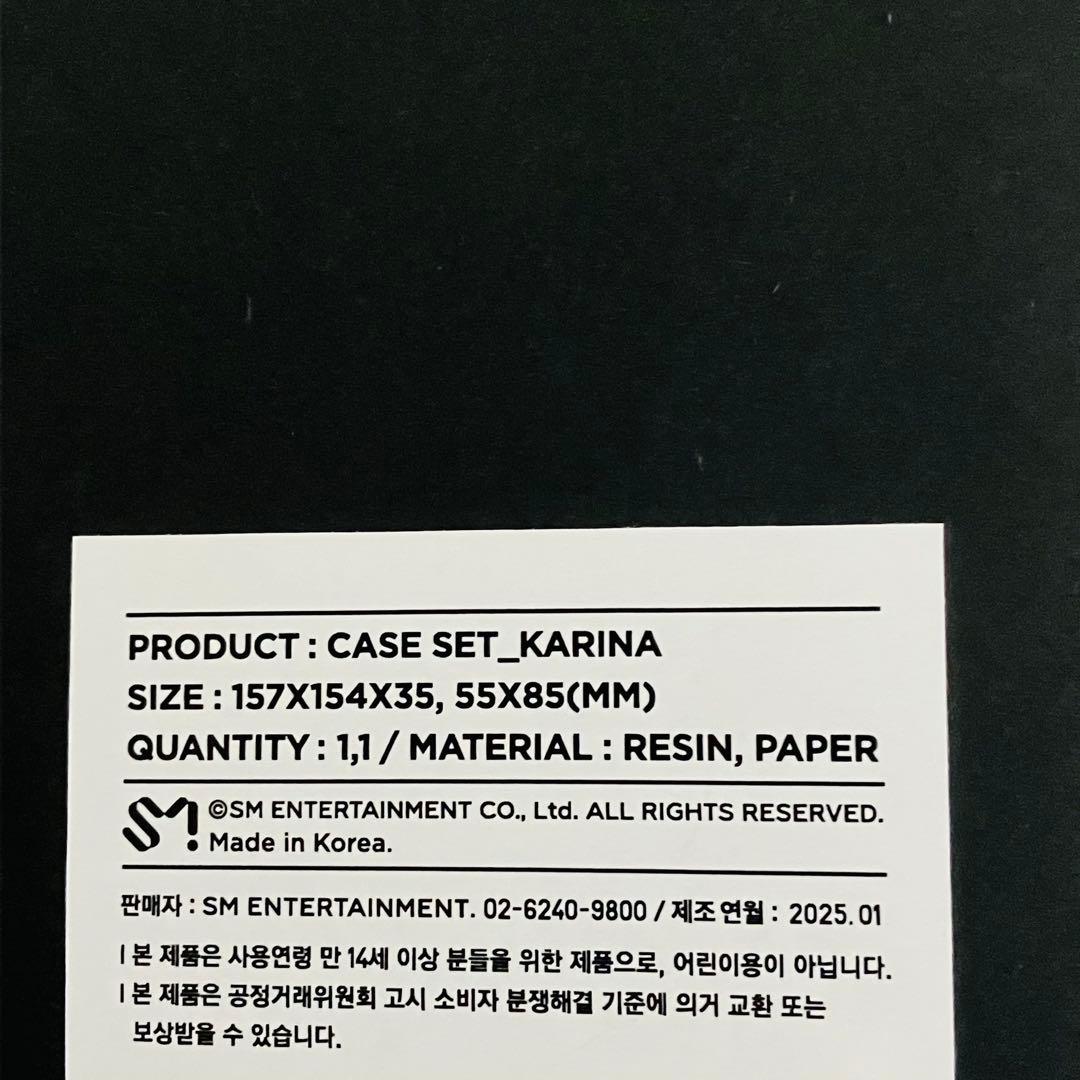 PRODUCT : CASE SET_KARINA
SIZE : 157X154X35, 55X85(MM)
QUANTITY : 1,1 / MATERIAL : RESIN, PAPER
SM! ©SM ENTERTAINMENT CO., Ltd. ALL RIGHTS RESERVED.
Made in Korea.
판매자 : SM ENTERTAINMENT. 02-6240-9800 / 제조연월 : 2025.01
| 본 제품은 사용연령 만 14세 이상 분들을 위한 제품으로, 어린이용이 아닙니다.
| 본 제품은 공정거래위원회 고시 소비자 분쟁해결 기준에 의거 교환 또는
보상받을 수 있습니다.